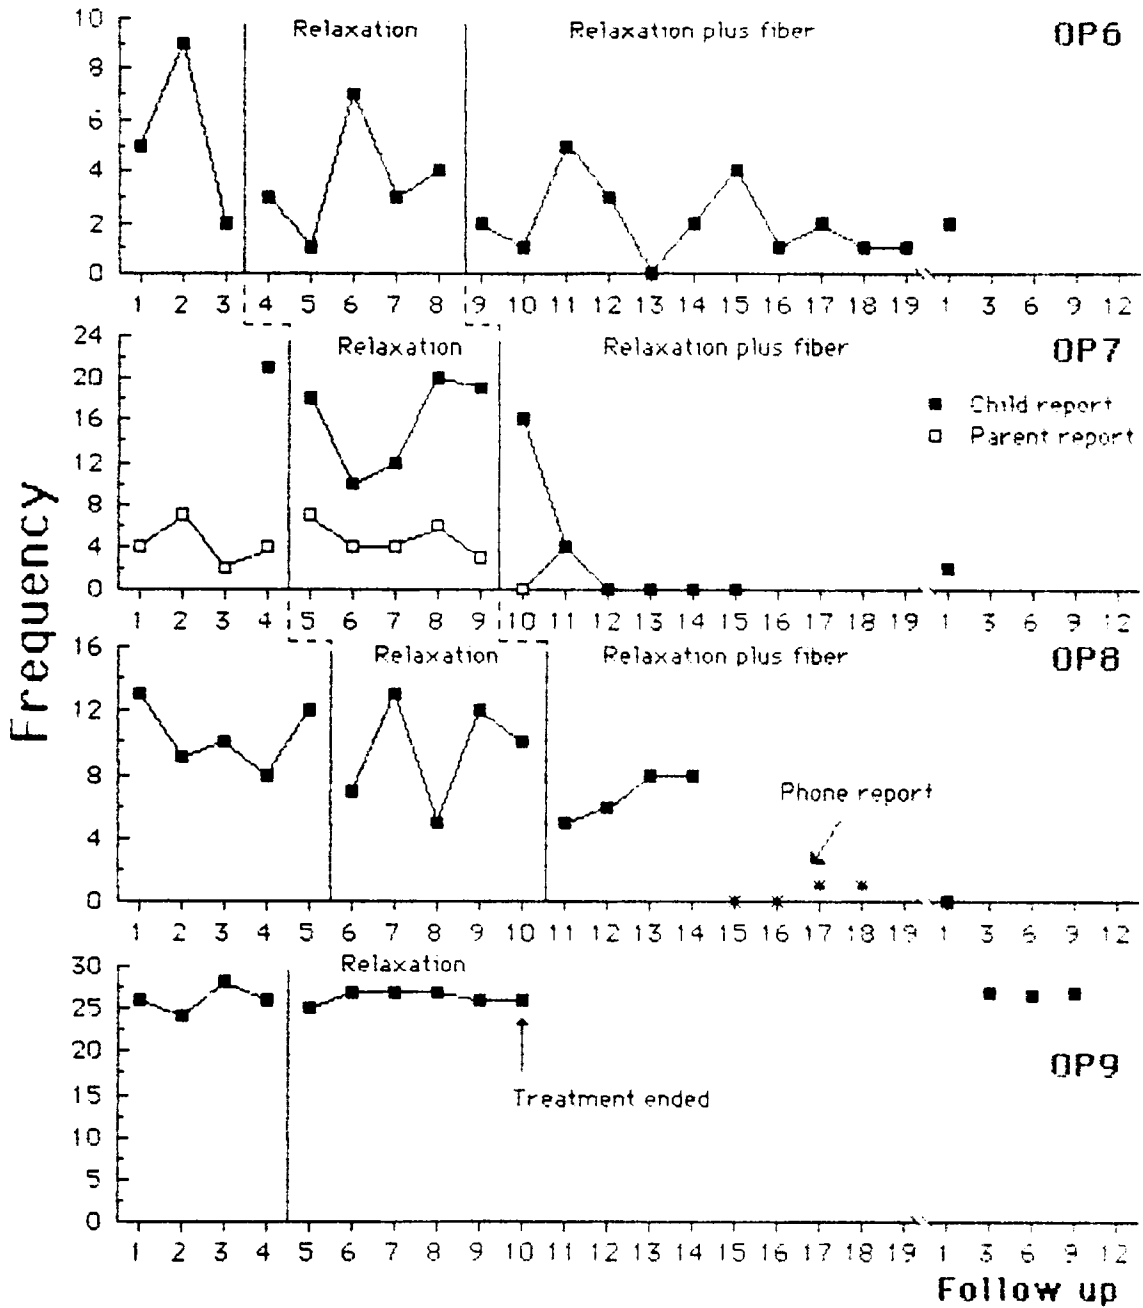 10 Relaxation Relaxation plus fiber OP6
8
6
4
2
0
1 2 3 4 5 6 7 8 9 10 11 12 13 14 15 16 17 18 19 1 3 6 9 12
24 Relaxation Relaxation plus fiber OP7
20 Child report
16 Parent report
12
8
4
0
1 2 3 4 5 6 7 8 9 10 11 12 13 14 15 16 17 18 19 1 3 6 9 12
Frequency
16 Relaxation Relaxation plus fiber OP8
12
8 Phone report
4
0
1 2 3 4 5 6 7 8 9 10 11 12 13 14 15 16 17 18 19 1 3 6 9 12
Relaxation
30
25
20
OP9
15 Treatment ended
10
5
0
1 2 3 4 5 6 7 8 9 10 11 12 13 14 15 16 17 18 19 1 3 6 9 12
Follow up